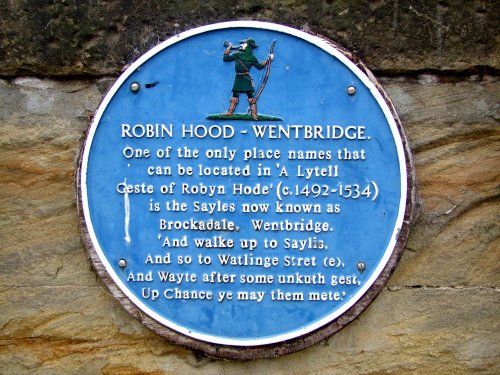 ROBIN HOOD ~ WENTBRIDGE.
One of the only place names that
can be located in 'A Lytell
Geste of Robyn Hode' (c.1492-1534)
is the Sayles now known as
Brockadale, Wentbridge.
'And walke up to Saylis,
And so to Watlinge Stret (e),
And Wayte after some unkuth gest,
Up Chance ye may them mete.'